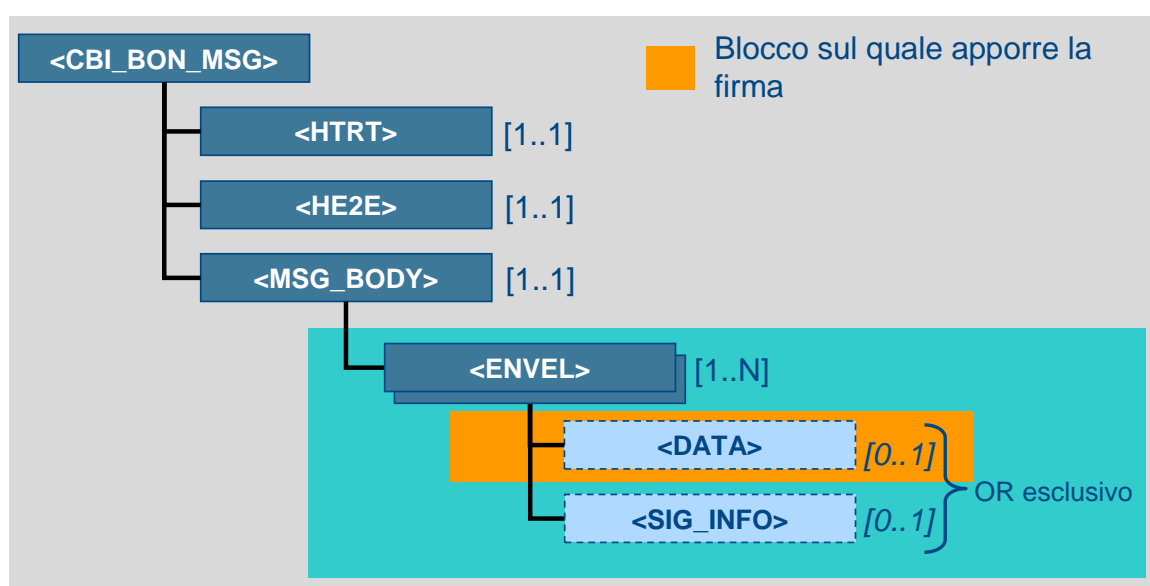 <CBI_BON_MSG>
Blocco sul quale apporre la
firma
<HTRT> [1..1]
<HE2E> [1..1]
<MSG_BODY> [1..1]
<ENVEL> [1..N]
<DATA> [0..1]
OR esclusivo
<SIG_INFO> [0..1]